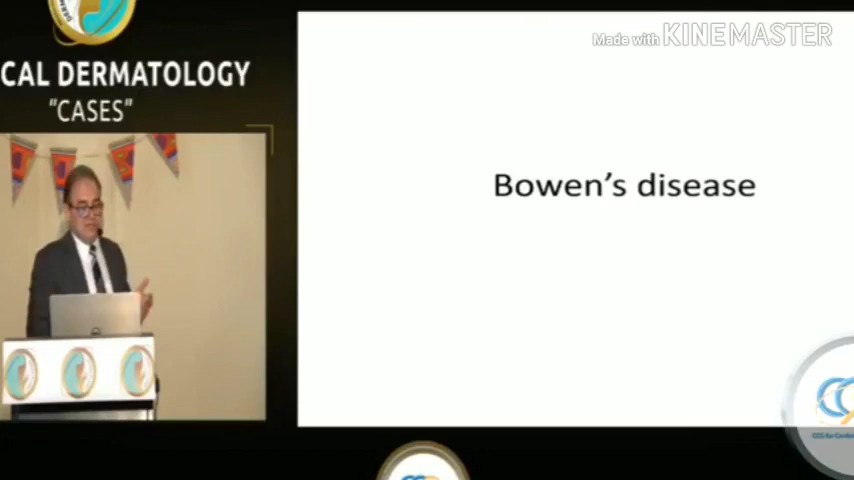 Made with KINEMASTER
CAL DERMATOLOGY
"CASES"
Bowen's disease